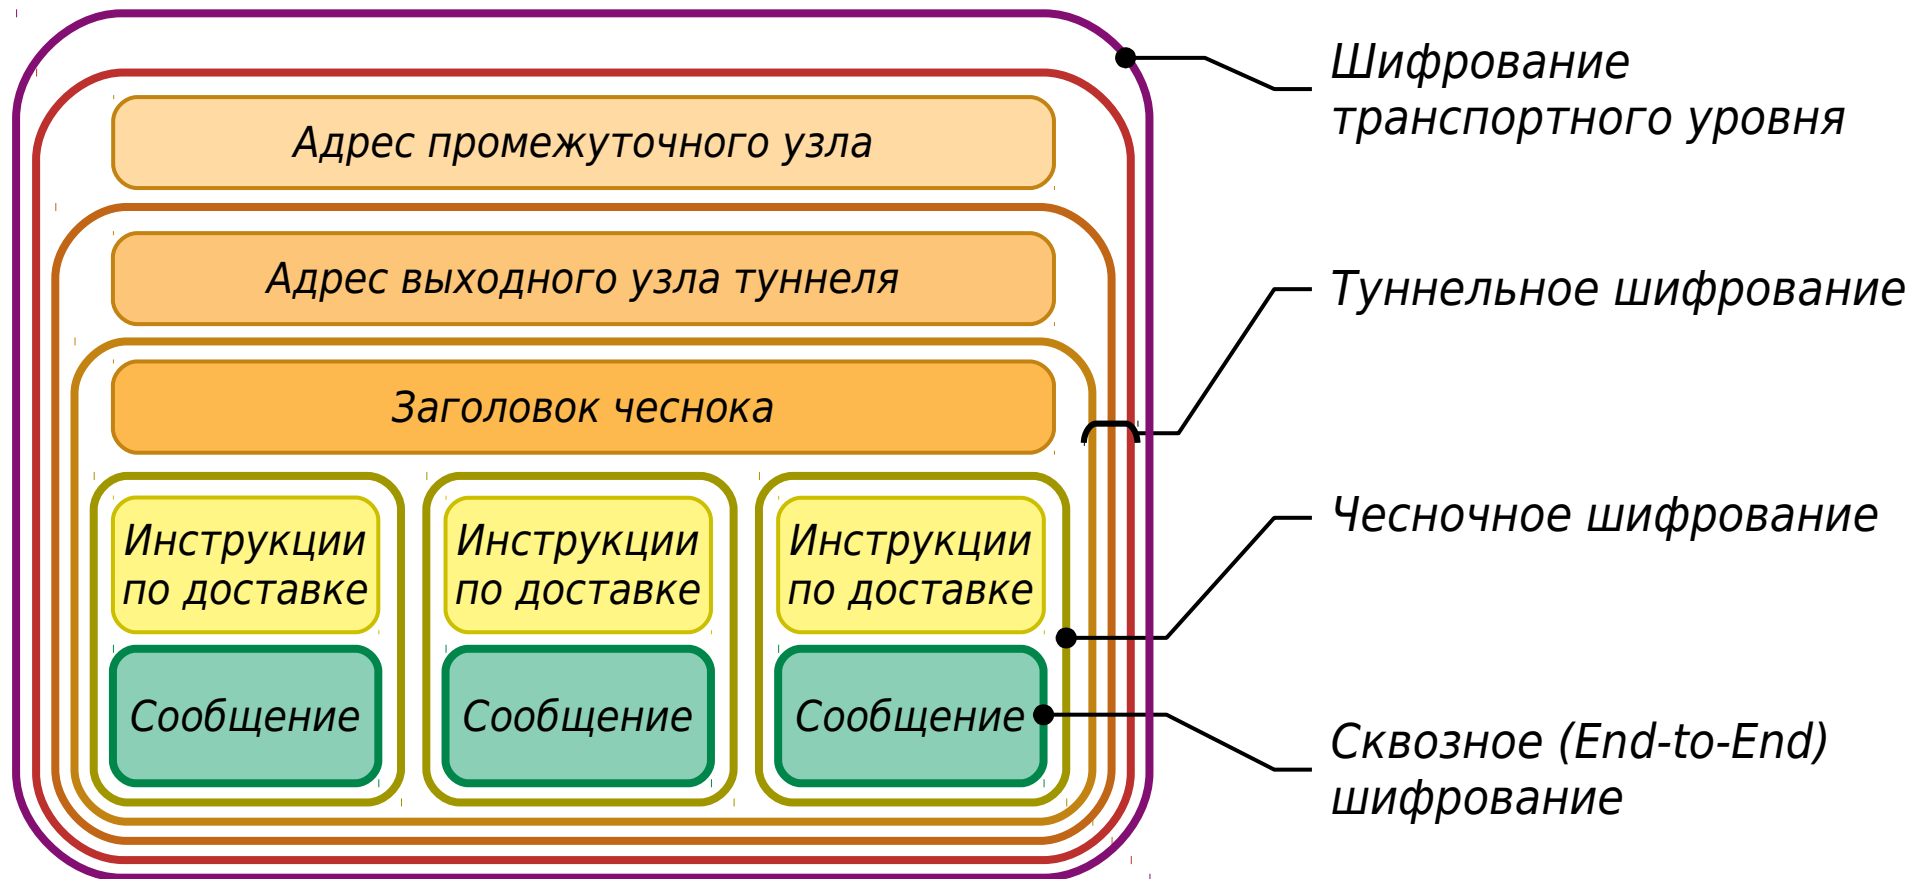 Шифрование
транспортного уровня
Адрес промежуточного узла
Адрес выходного узла туннеля
Туннельное шифрование
Заголовок чеснока
Чесночное шифрование
Инструкции
по доставке
Инструкции
по доставке
Инструкции
по доставке
Сообщение
Сообщение
Сообщение
Сквозное (End-to-End)
шифрование